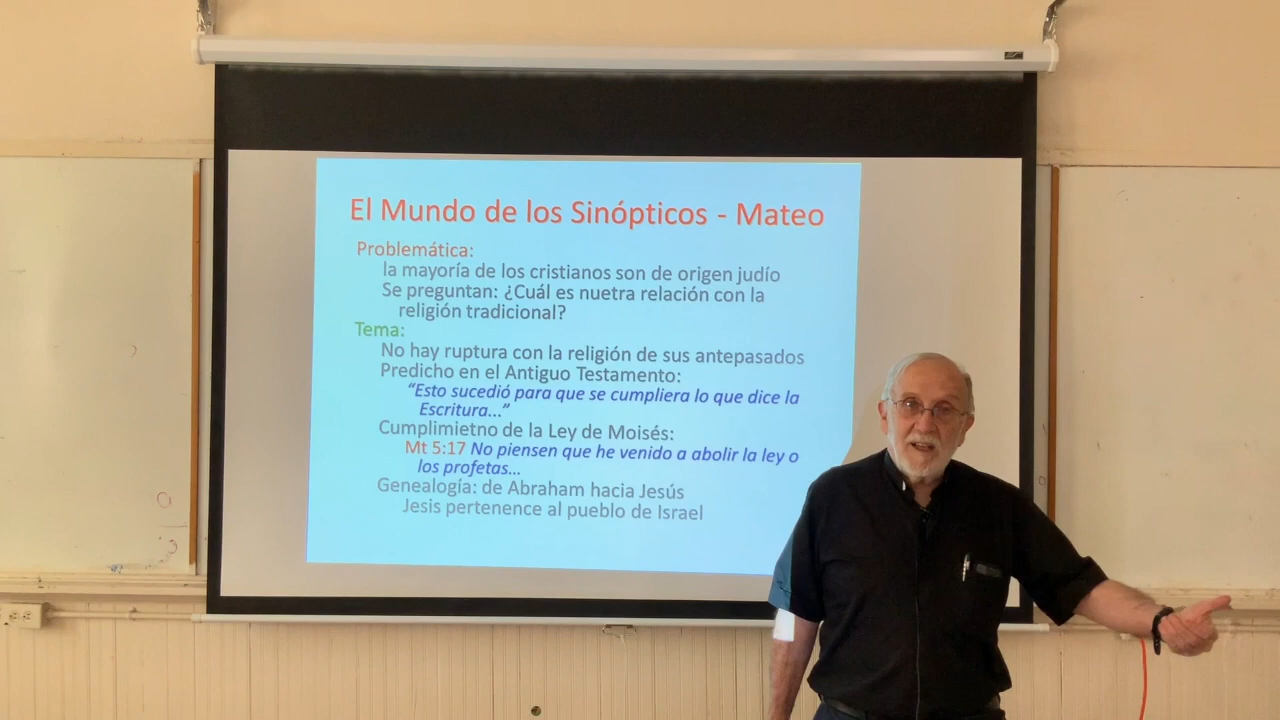 El Mundo de los Sinópticos - Mateo
Problemática:
la mayoría de los cristianos son de origen judío
Se preguntan: ¿Cuál es nuetra relación con la
religión tradicional?
Tema:
No hay ruptura con la religión de sus antepasados
Predicho en el Antiguo Testamento:
“Esto sucedió para que se cumpliera lo que dice la
Escritura...”
Cumplimietno de la Ley de Moisés:
Mt 5:17 No piensen que he venido a abolir la ley o
los profetas...
Genealogía: de Abraham hacia Jesús
Jesis pertenence al pueblo de Israel